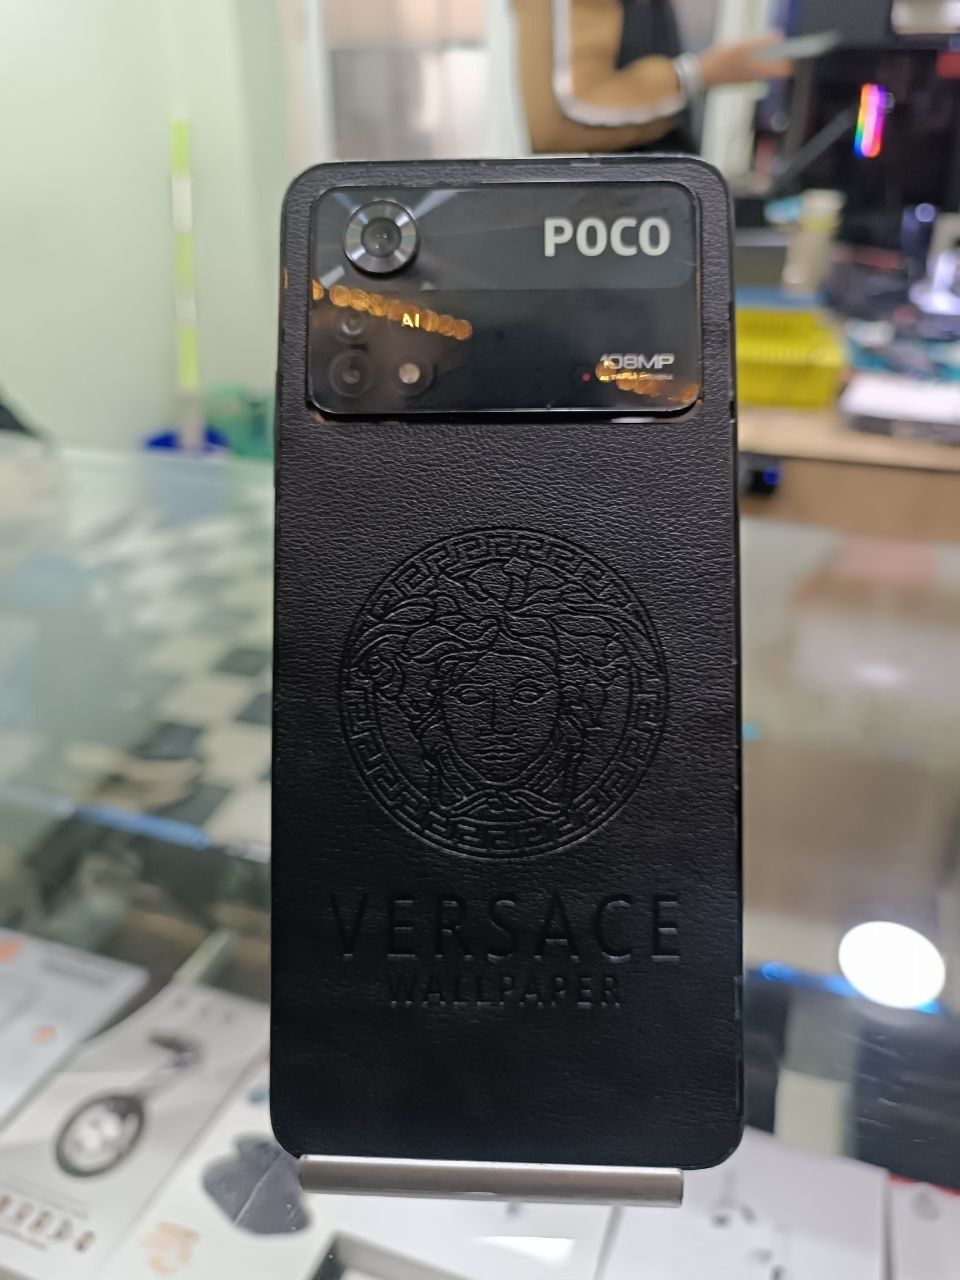 POCO
AI
108MP
VERSACE
WALLPAPER